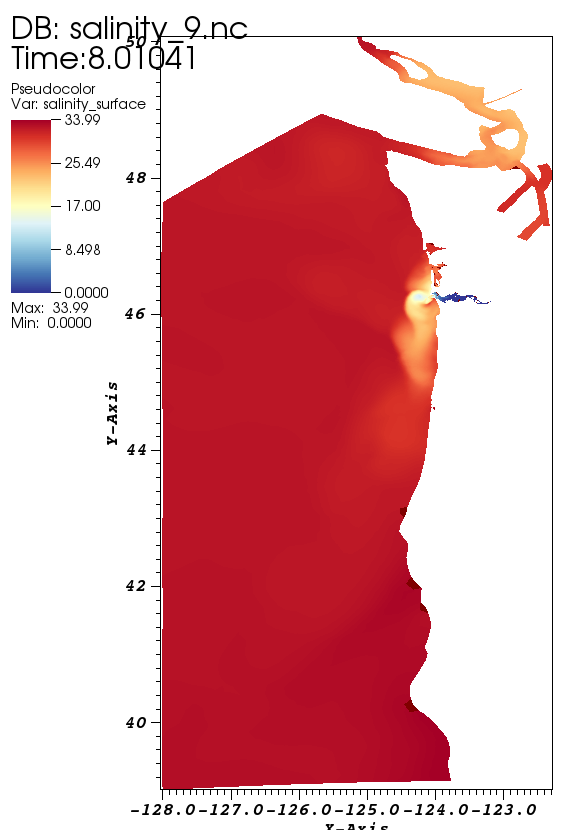 DB: salinity_9.nc
Time:8.01041
Pseudocolor
Var: salinity_surface
33.99
25.49
17.00
8.498
0.0000
Max: 33.99
Min: 0.0000
50
48
46
44
42
40
Y-Axis
-128.0 -127.0 -126.0 -125.0 -124.0 -123.0
X-Axis